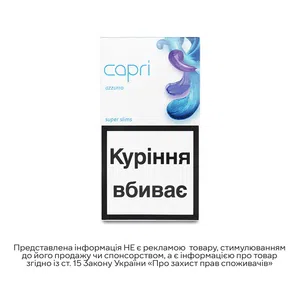 capri
azzurro
super slims
Куріння
вбиває
Представлена інформація НЕ є рекламою товару, стимулюванням
до його продажу чи спонсорством, а є інформацією про товар
згідно із ст. 15 Закону України «Про захист прав споживачів»